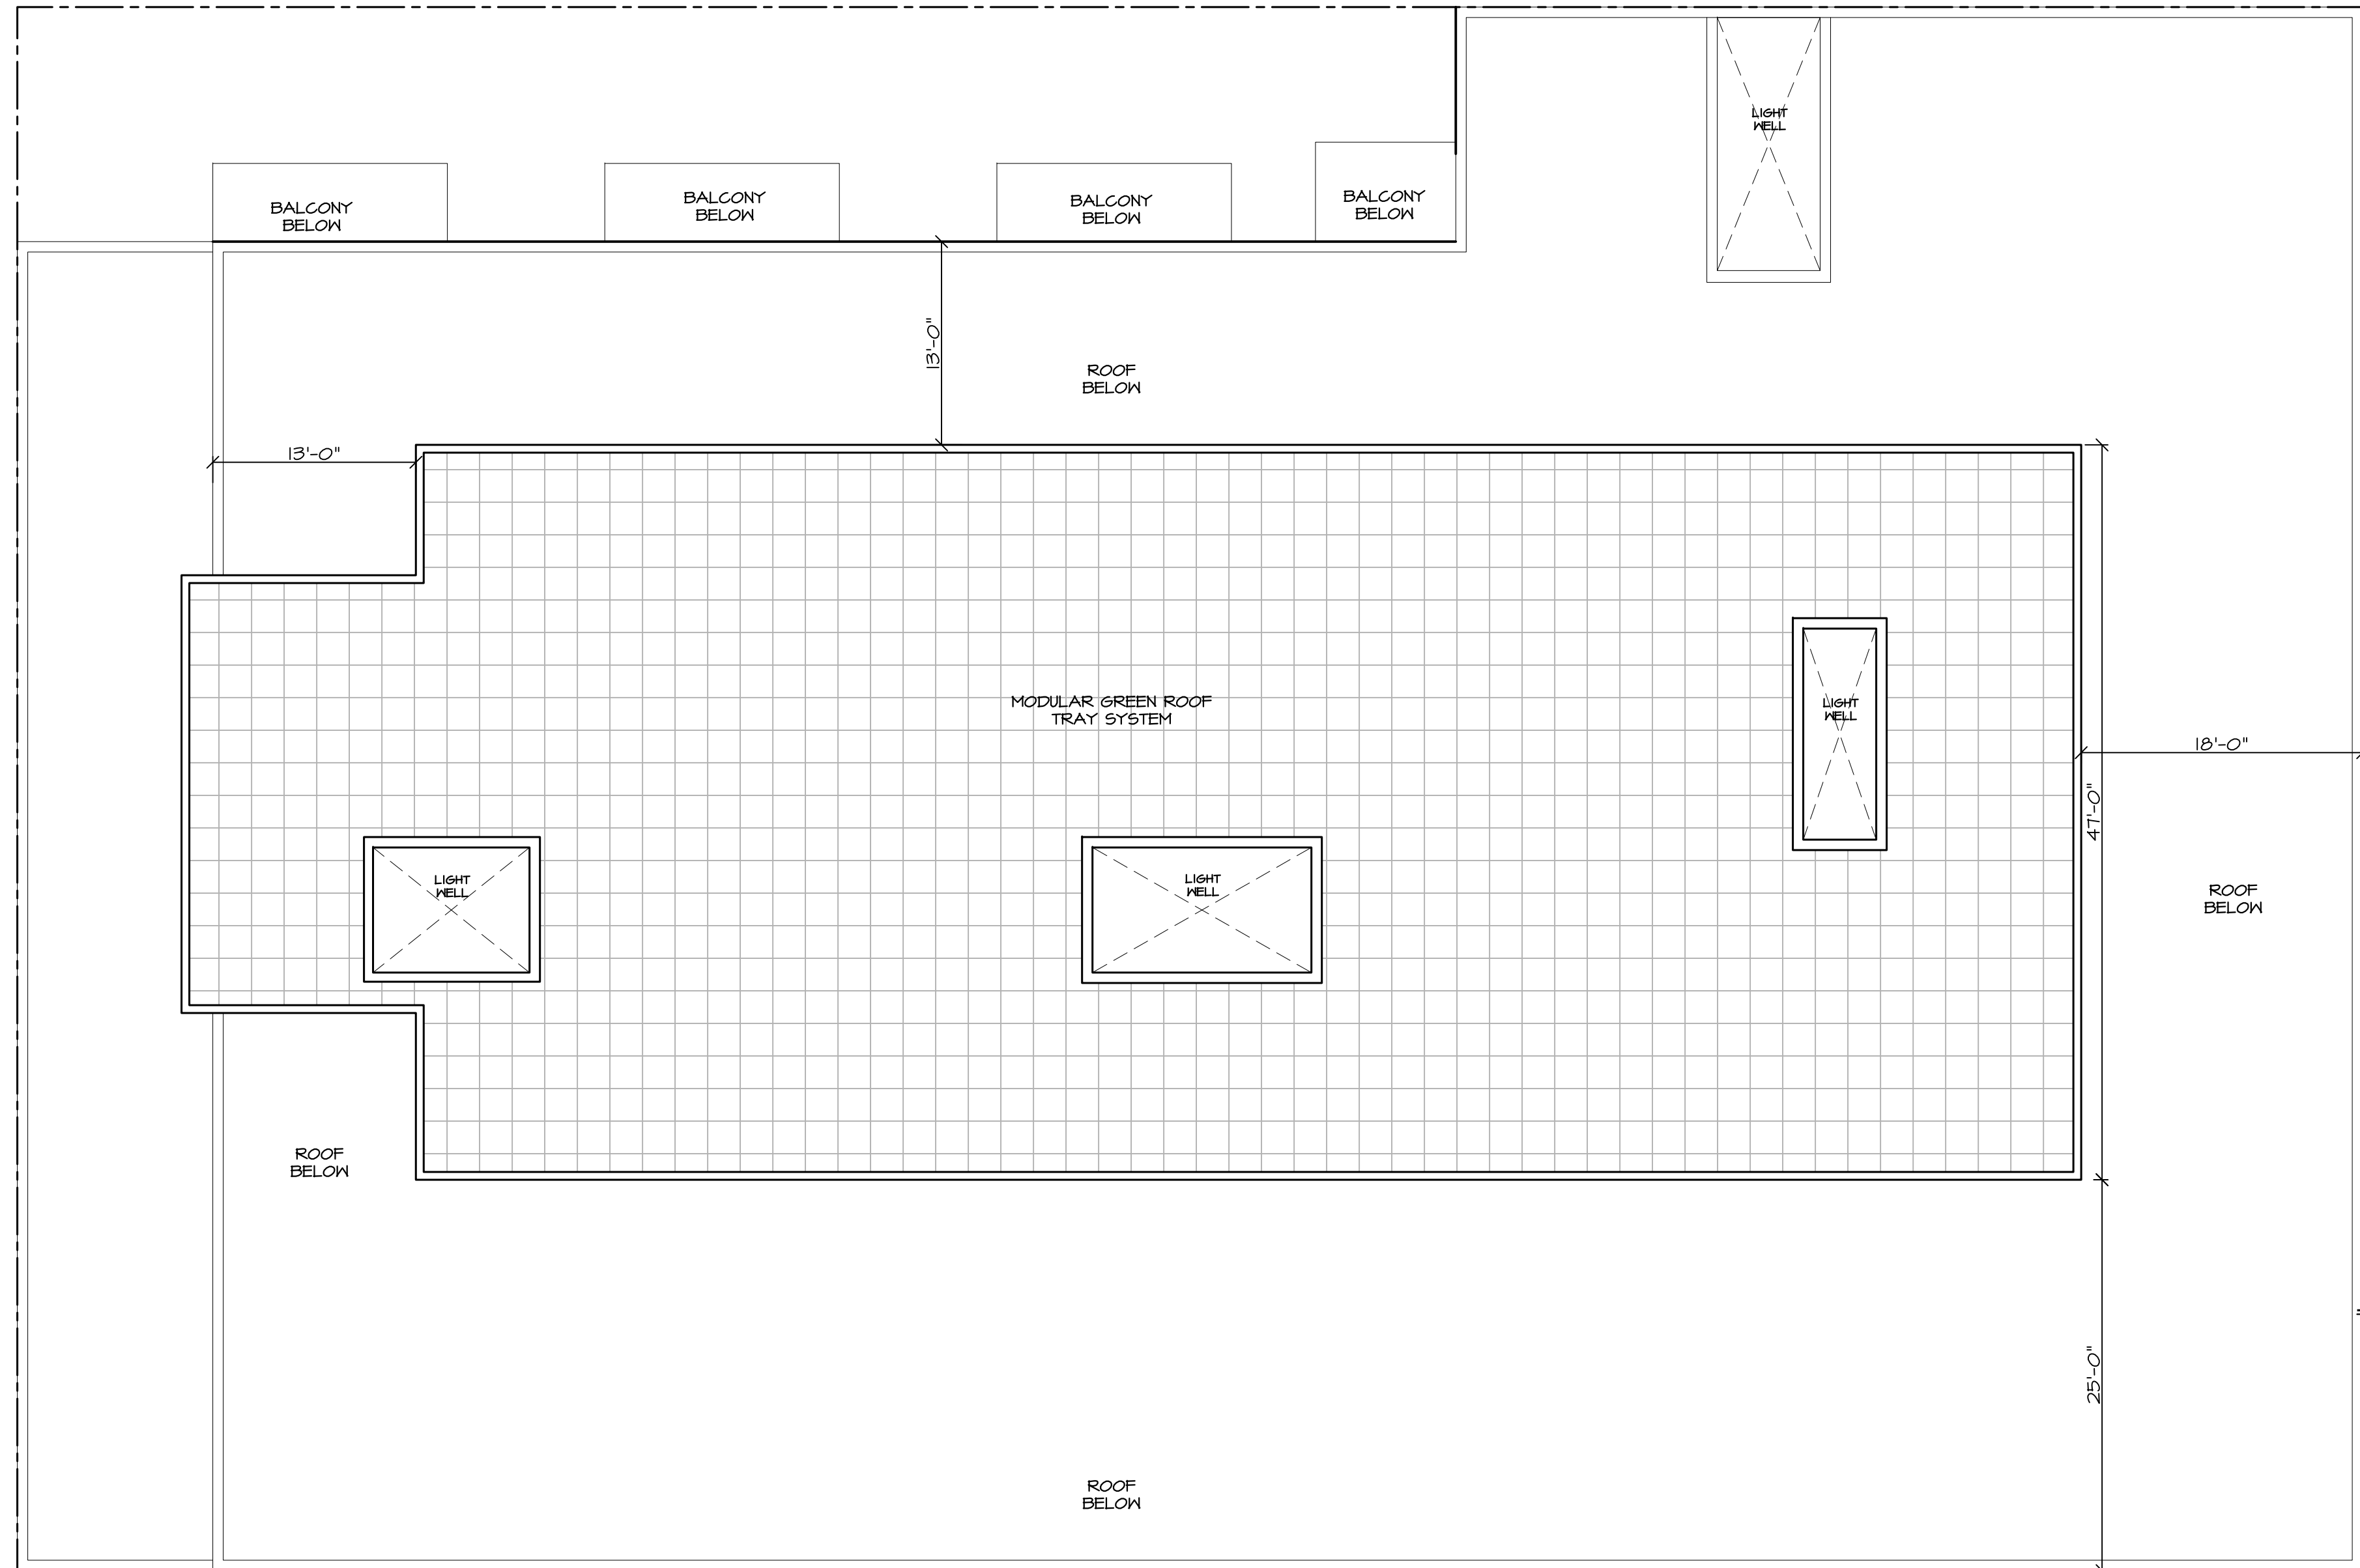 LIGHT
WELL
BALCONY
BELOW
BALCONY
BELOW
BALCONY
BELOW
BALCONY
BELOW
13'-0"
ROOF
BELOW
13'-0"
MODULAR GREEN ROOF
TRAY SYSTEM
LIGHT
WELL
18'-0"
47'-0"
LIGHT
WELL
LIGHT
WELL
ROOF
BELOW
ROOF
BELOW
25'-0"
ROOF
BELOW